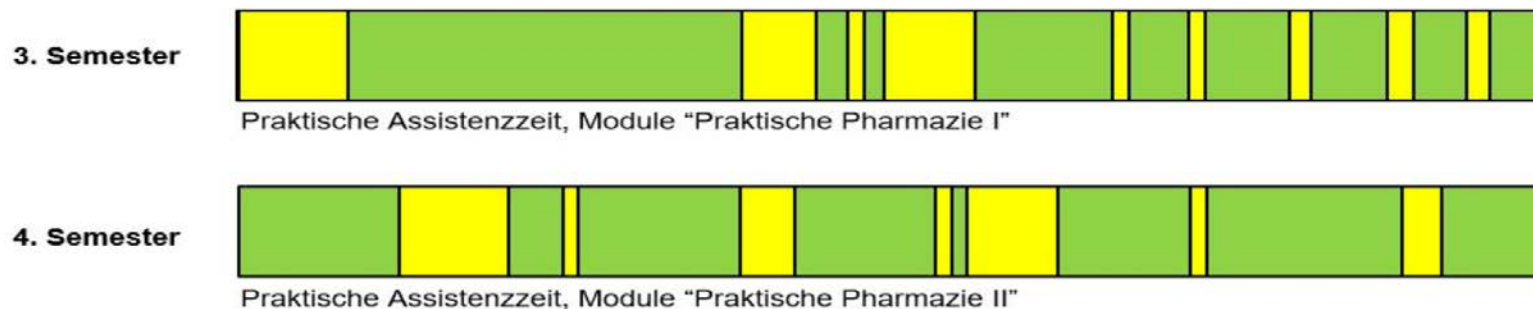 3. Semester
Praktische Assistenzzeit, Module “Praktische Pharmazie I”
4. Semester
Praktische Assistenzzeit, Module “Praktische Pharmazie II”